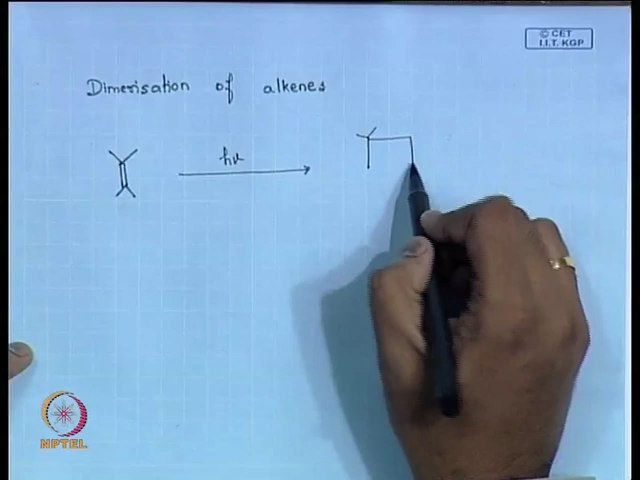 © CET
I.I.T. KGP
Dimerisation of alkenes
hν
NPTEL